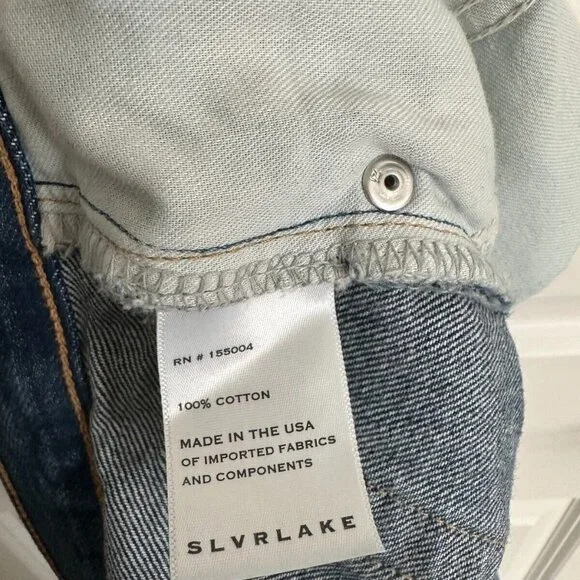 RN # 155004
100% COTTON
MADE IN THE USA
OF IMPORTED FABRICS
AND COMPONENTS
SLVRLAKE